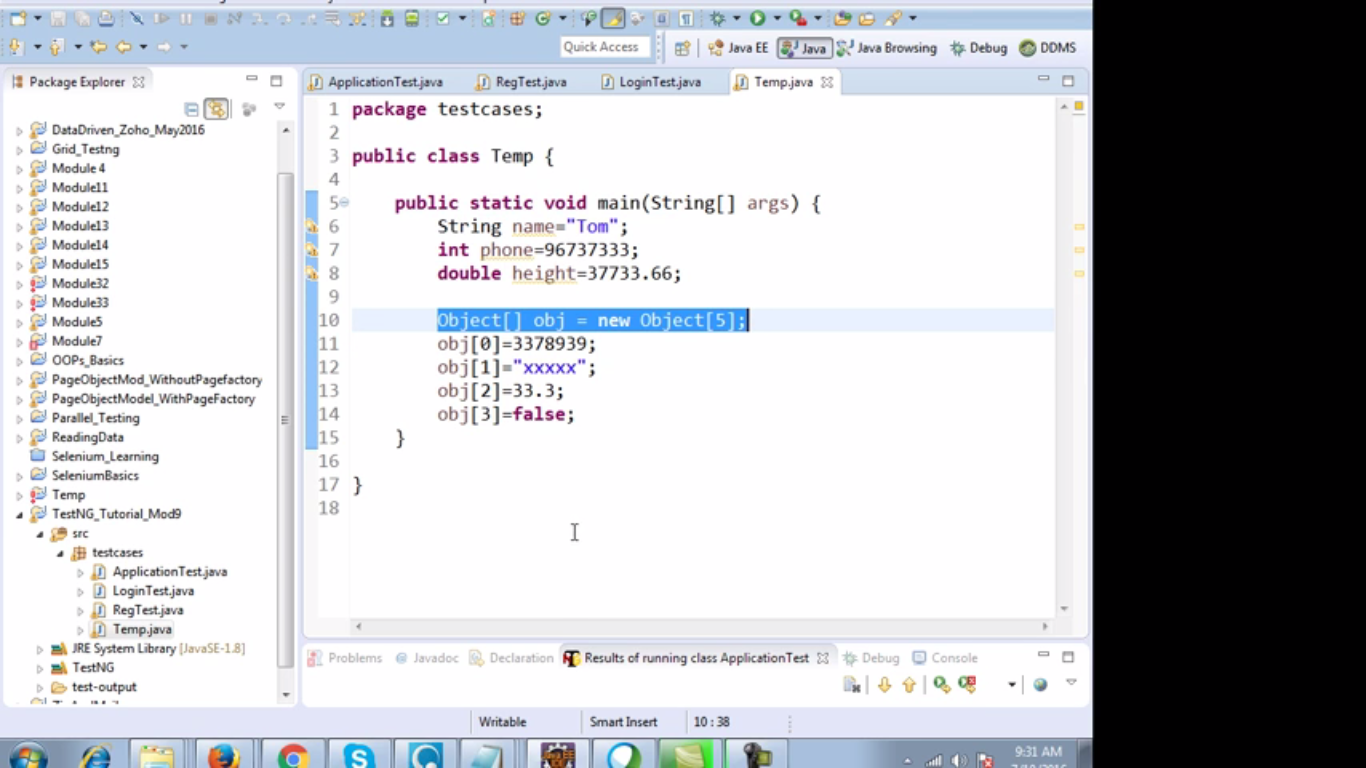 Quick Access
Java EE
Java
Java Browsing
Debug
DDMS
Package Explorer
ApplicationTest.java
RegTest.java
LoginTest.java
Temp.java
DataDriven_Zoho_May2016
Grid_Testng
Module 4
Module11
Module12
Module13
Module14
Module15
Module32
Module33
Module5
Module7
OOPs_Basics
PageObjectMod_WithoutPagefactory
PageObjectModel_WithPageFactory
Parallel_Testing
ReadingData
Selenium_Learning
SeleniumBasics
Temp
TestNG_Tutorial_Mod9
src
testcases
ApplicationTest.java
LoginTest.java
RegTest.java
Temp.java
JRE System Library [JavaSE-1.8]
TestNG
test-output
1 package testcases;
2
3 public class Temp {
4
5 public static void main(String[] args) {
6 String name="Tom";
7 int phone=96737333;
8 double height=37733.66;
9
10 Object[] obj = new Object[5];
11 obj[0]=3378939;
12 obj[1]="xxxxx";
13 obj[2]=33.3;
14 obj[3]=false;
15 }
16
17 }
18
Problems
Javadoc
Declaration
Results of running class ApplicationTest
Debug
Console
Writable
Smart Insert
10 : 38
9:31 AM